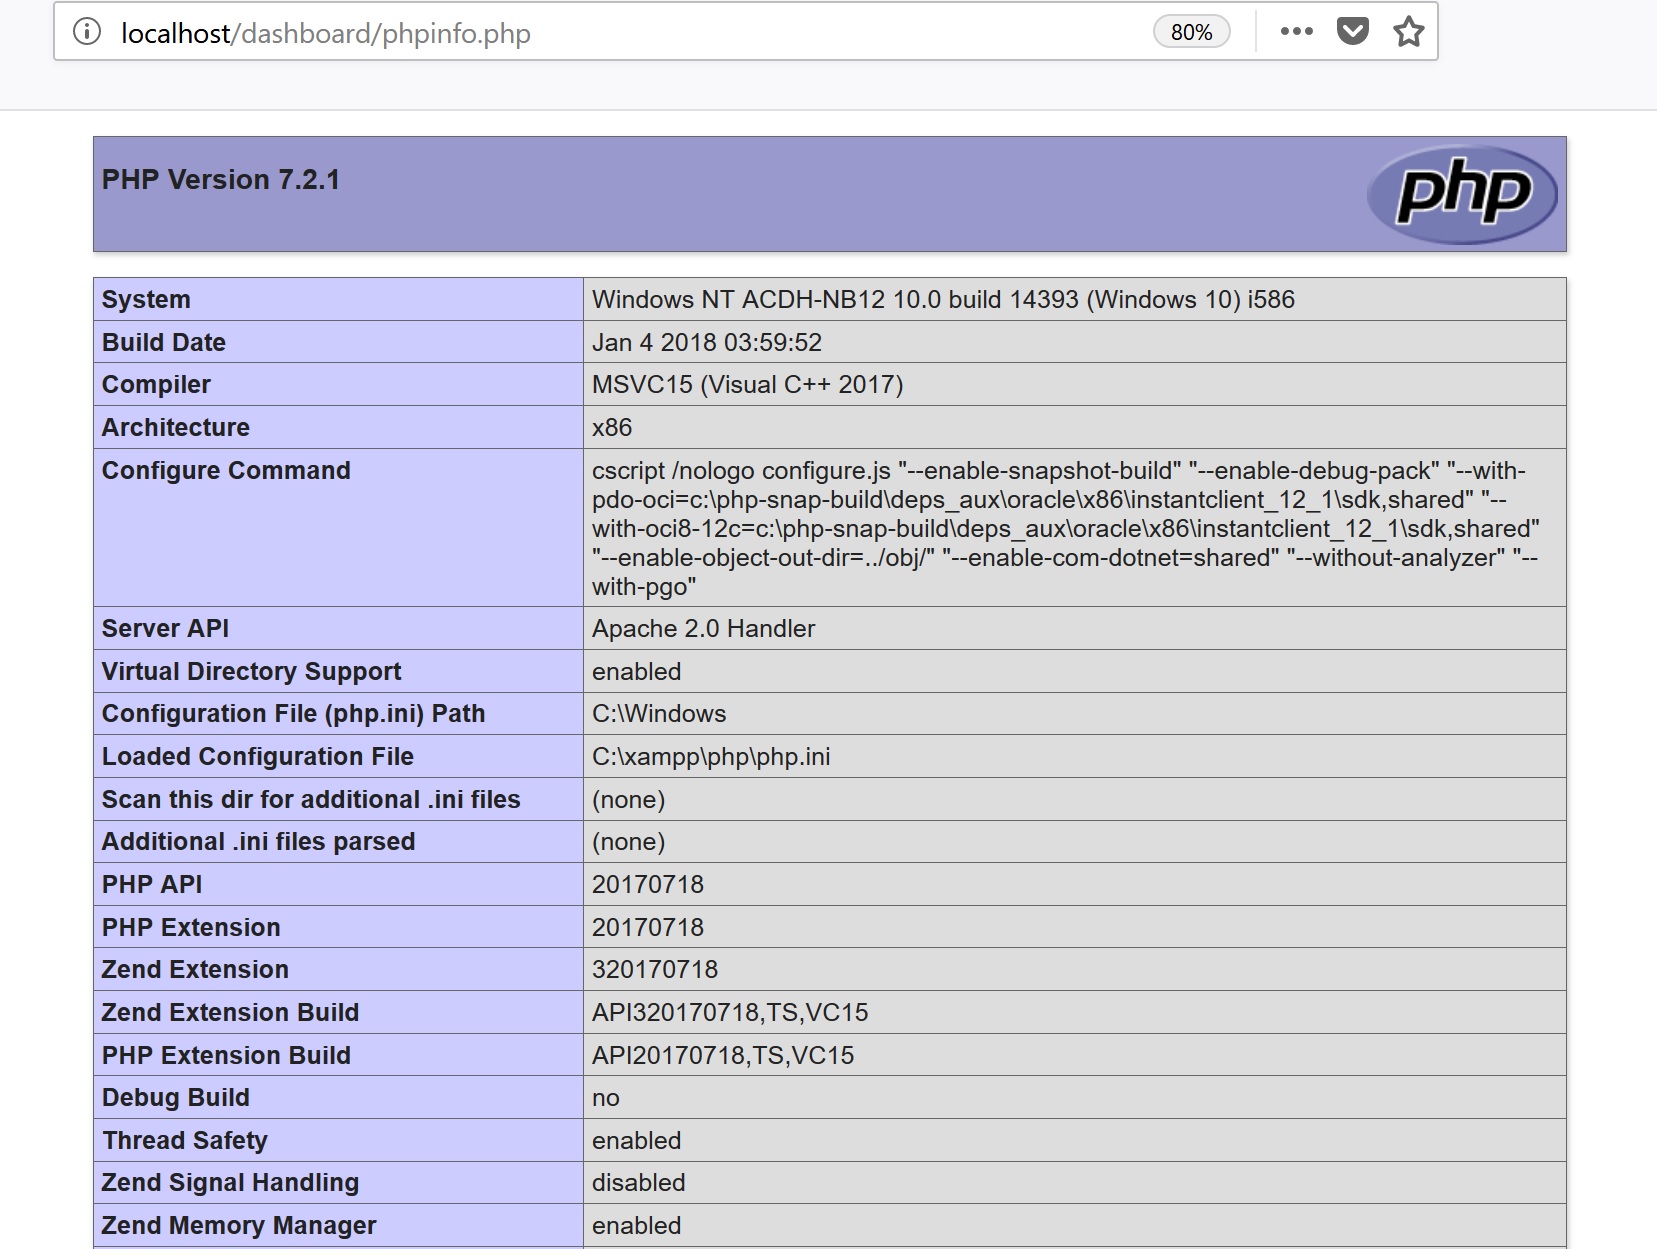 localhost/dashboard/phpinfo.php 80%
PHP Version 7.2.1 php
System Windows NT ACDH-NB12 10.0 build 14393 (Windows 10) i586
Build Date Jan 4 2018 03:59:52
Compiler MSVC15 (Visual C++ 2017)
Architecture x86
Configure Command cscript /nologo configure.js "--enable-snapshot-build" "--enable-debug-pack" "--with-
pdo-oci=c:\php-snap-build\deps_aux\oracle\x86\instantclient_12_1\sdk,shared" "--
with-oci8-12c=c:\php-snap-build\deps_aux\oracle\x86\instantclient_12_1\sdk,shared"
"--enable-object-out-dir=../obj/" "--enable-com-dotnet=shared" "--without-analyzer" "--
with-pgo"
Server API Apache 2.0 Handler
Virtual Directory Support enabled
Configuration File (php.ini) Path C:\Windows
Loaded Configuration File C:\xampp\php\php.ini
Scan this dir for additional .ini files (none)
Additional .ini files parsed (none)
PHP API 20170718
PHP Extension 20170718
Zend Extension 320170718
Zend Extension Build API320170718,TS,VC15
PHP Extension Build API20170718,TS,VC15
Debug Build no
Thread Safety enabled
Zend Signal Handling disabled
Zend Memory Manager enabled